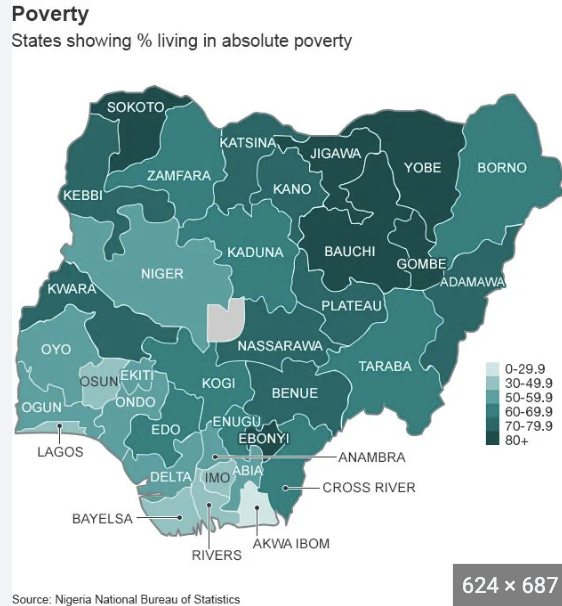 Poverty
States showing % living in absolute poverty
SOKOTO
KATSINA
JIGAWA
YOBE
BORNO
ZAMFARA
KANO
KEBBI
KADUNA
BAUCHI
GOMBE
NIGER
ADAMAWA
KWARA
PLATEAU
NASSARAWA
OYO
TARABA
OSUN
EKITI
KOGI
BENUE
0-29.9
30-49.9
50-59.9
60-69.9
70-79.9
80+
OGUN
ONDO
EDO
ENUGU
EBONYI
LAGOS
ANAMBRA
DELTA
IMO
ABIA
CROSS RIVER
BAYELSA
RIVERS
AKWA IBOM
624 × 687
Source: Nigeria National Bureau of Statistics